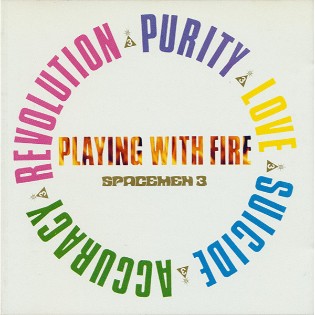 REVOLUTION
PURITY
LOVE
SUICIDE
ACCURACY
PLAYING WITH FIRE
SPACEMEN 3